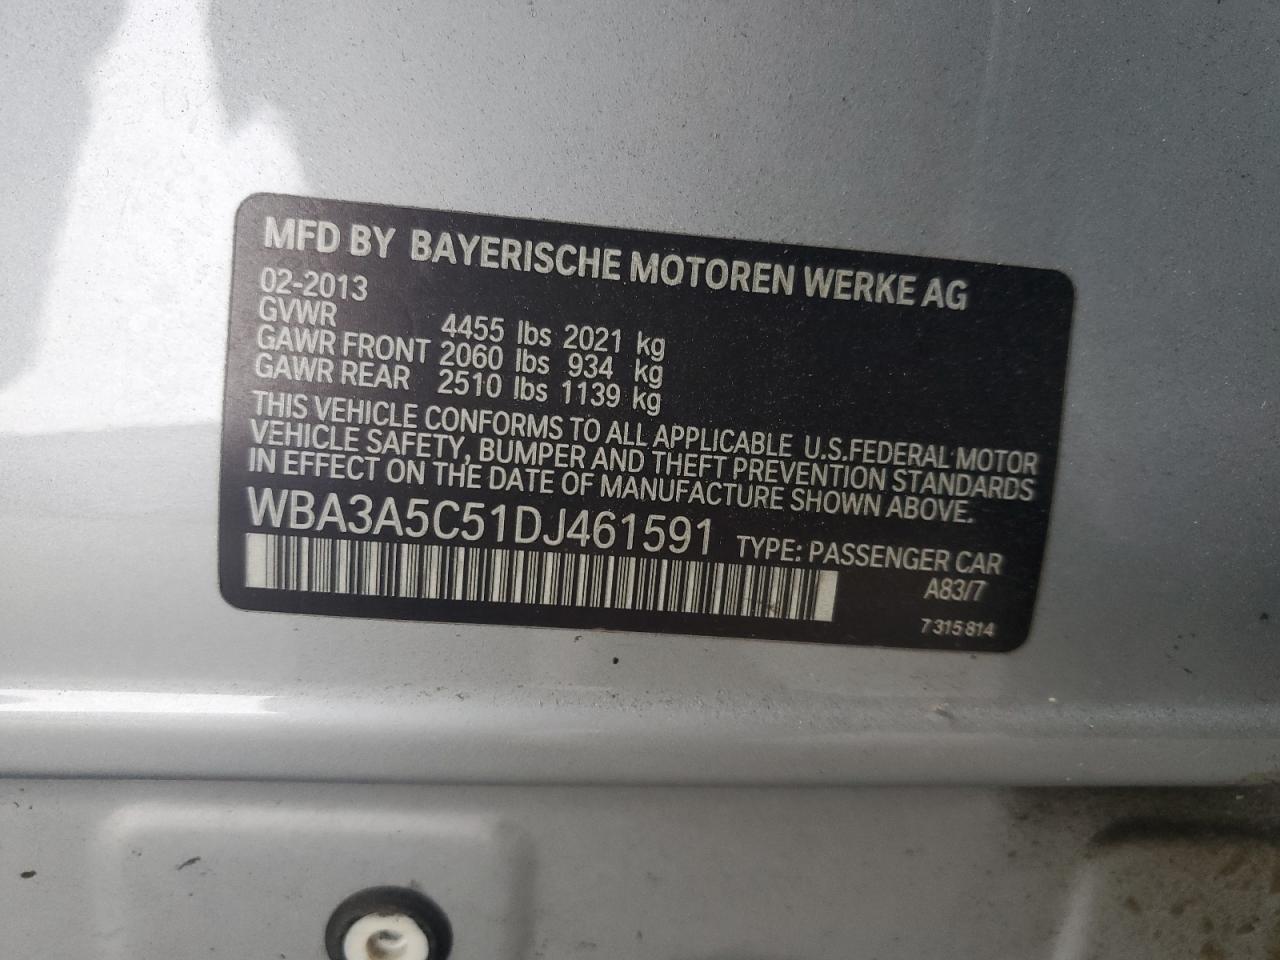 MFD BY BAYERISCHE MOTOREN WERKE AG
02-2013
GVWR 4455 lbs 2021 kg
GAWR FRONT 2060 lbs 934 kg
GAWR REAR 2510 lbs 1139 kg
THIS VEHICLE CONFORMS TO ALL APPLICABLE U.S.FEDERAL MOTOR
VEHICLE SAFETY, BUMPER AND THEFT PREVENTION STANDARDS
IN EFFECT ON THE DATE OF MANUFACTURE SHOWN ABOVE.
WBA3A5C51DJ461591 TYPE: PASSENGER CAR
A83/7
7 315 814